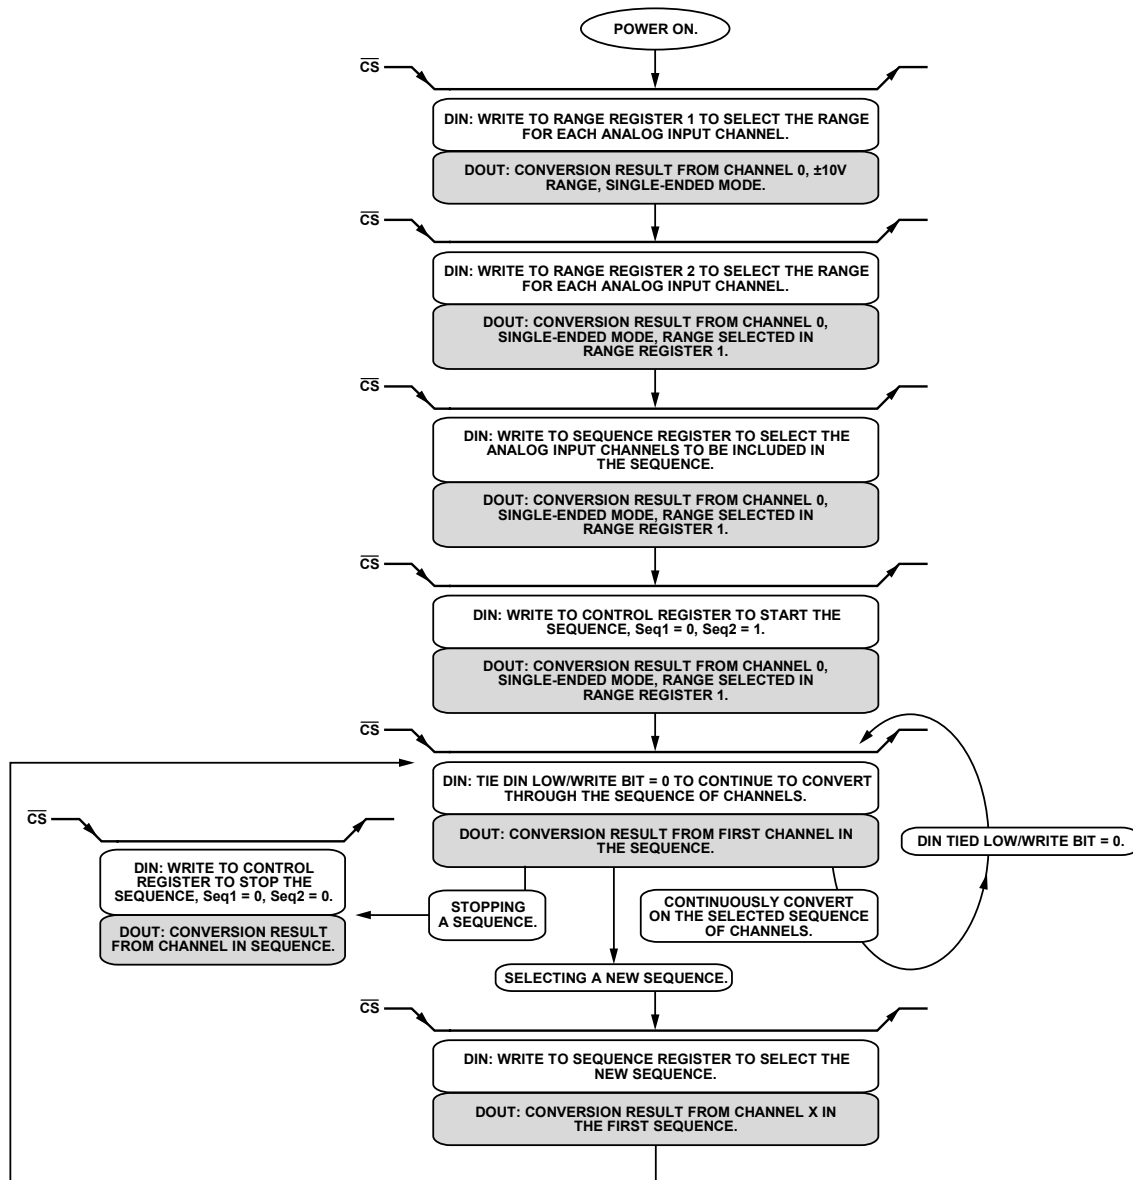 POWER ON.
CS
DIN: WRITE TO RANGE REGISTER 1 TO SELECT THE RANGE
FOR EACH ANALOG INPUT CHANNEL.
DOUT: CONVERSION RESULT FROM CHANNEL 0, ±10V
RANGE, SINGLE-ENDED MODE.
CS
DIN: WRITE TO RANGE REGISTER 2 TO SELECT THE RANGE
FOR EACH ANALOG INPUT CHANNEL.
DOUT: CONVERSION RESULT FROM CHANNEL 0,
SINGLE-ENDED MODE, RANGE SELECTED IN
RANGE REGISTER 1.
CS
DIN: WRITE TO SEQUENCE REGISTER TO SELECT THE
ANALOG INPUT CHANNELS TO BE INCLUDED IN
THE SEQUENCE.
DOUT: CONVERSION RESULT FROM CHANNEL 0,
SINGLE-ENDED MODE, RANGE SELECTED IN
RANGE REGISTER 1.
CS
DIN: WRITE TO CONTROL REGISTER TO START THE
SEQUENCE, Seq1 = 0, Seq2 = 1.
DOUT: CONVERSION RESULT FROM CHANNEL 0,
SINGLE-ENDED MODE, RANGE SELECTED IN
RANGE REGISTER 1.
CS
DIN: TIE DIN LOW/WRITE BIT = 0 TO CONTINUE TO CONVERT
THROUGH THE SEQUENCE OF CHANNELS.
DOUT: CONVERSION RESULT FROM FIRST CHANNEL IN
THE SEQUENCE.
DIN TIED LOW/WRITE BIT = 0.
CS
DIN: WRITE TO CONTROL
REGISTER TO STOP THE
SEQUENCE, Seq1 = 0, Seq2 = 0.
DOUT: CONVERSION RESULT
FROM CHANNEL IN SEQUENCE.
STOPPING
A SEQUENCE.
CONTINUOUSLY CONVERT
ON THE SELECTED SEQUENCE
OF CHANNELS.
SELECTING A NEW SEQUENCE.
CS
DIN: WRITE TO SEQUENCE REGISTER TO SELECT THE
NEW SEQUENCE.
DOUT: CONVERSION RESULT FROM CHANNEL X IN
THE FIRST SEQUENCE.